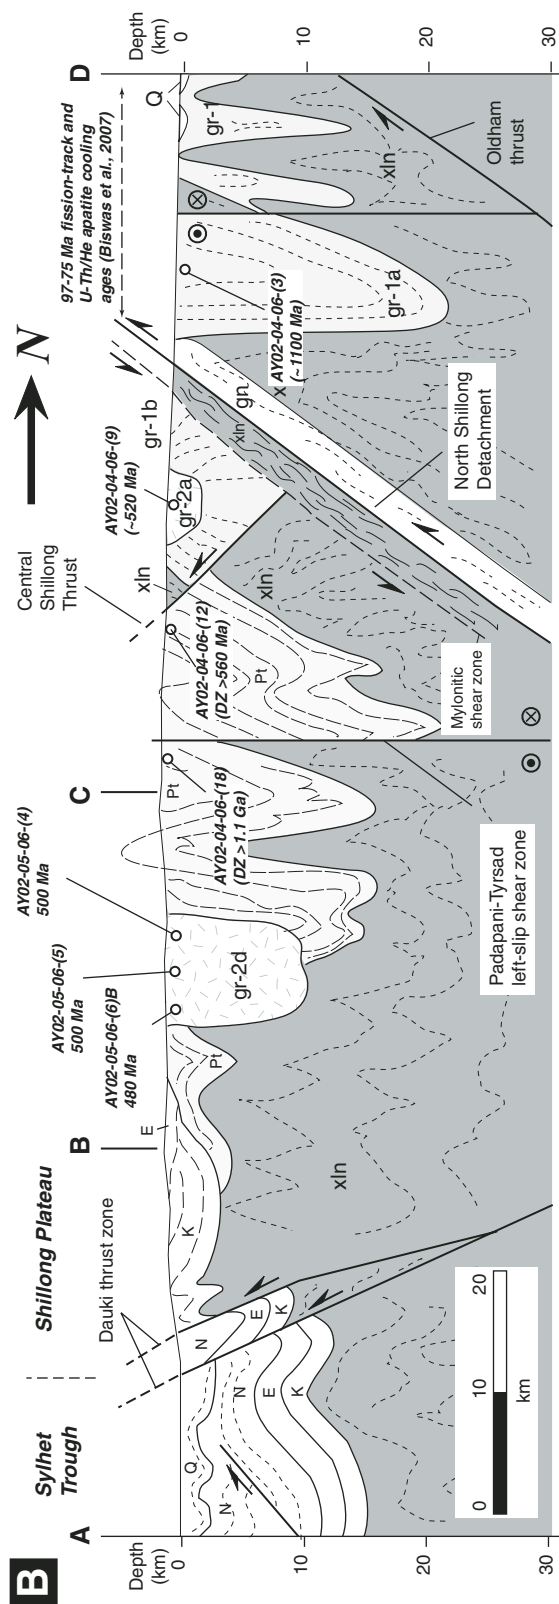 B
Sylhet
Trough
Shillong Plateau
N
97-75 Ma fission-track and
U-Th/He apatite cooling
ages (Biswas et al., 2007)
A
B
C
D
Dauki thrust zone
E
AY02-05-06-(6)B
480 Ma
AY02-05-06-(5)
500 Ma
AY02-05-06-(4)
500 Ma
Central
Shillong
Thrust
AY02-04-06-(9)
(~520 Ma)
Depth
(km)
0
10
20
30
Depth
(km)
0
10
20
30
Q
N
N
E
K
N
E
K
K
Pt
gr-2d
Pt
AY02-04-06-(18)
(DZ >1.1 Ga)
AY02-04-06-(12)
(DZ >560 Ma)
Pt
xln
xln
gr-2a
gr-1b
xln
gn
x
AY02-04-06-(3)
(~1100 Ma)
gr-1a
gr-1
Q
xln
Oldham
thrust
North Shillong
Detachment
Mylonitic
shear zone
Padapani-Tyrsad
left-slip shear zone
xln
0
10
20
km